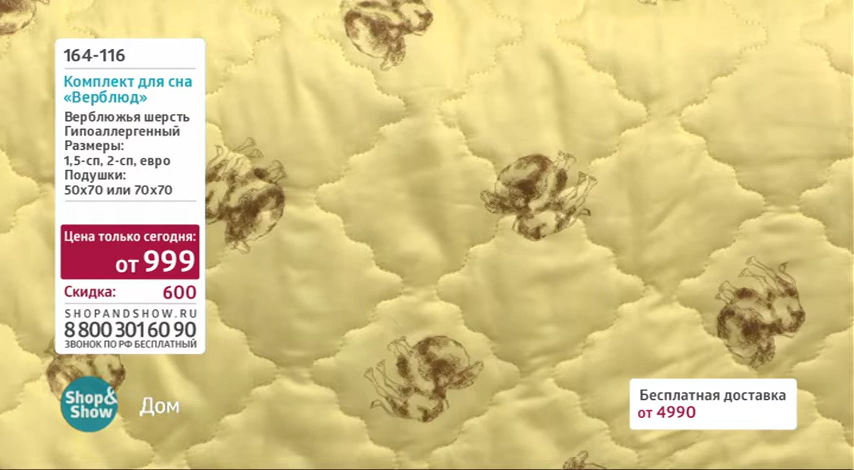 164-116
Комплект для сна
«Верблюд»
Верблюжья шерсть
Гипоаллергенный
Размеры:
1,5-сп, 2-сп, евро
Подушки:
50х70 или 70х70
Цена только сегодня:
от 999
Скидка: 600
SHOPANDSHOW.RU
8 800 301 60 90
ЗВОНОК ПО РФ БЕСПЛАТНЫЙ
Shop&
Show
Дом
Бесплатная доставка
от 4990